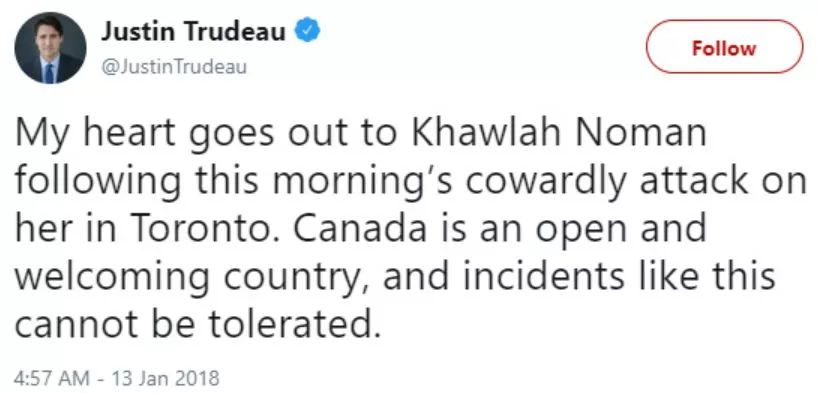 Justin Trudeau
@JustinTrudeau
Follow
My heart goes out to Khawlah Noman
following this morning’s cowardly attack on
her in Toronto. Canada is an open and
welcoming country, and incidents like this
cannot be tolerated.
4:57 AM - 13 Jan 2018